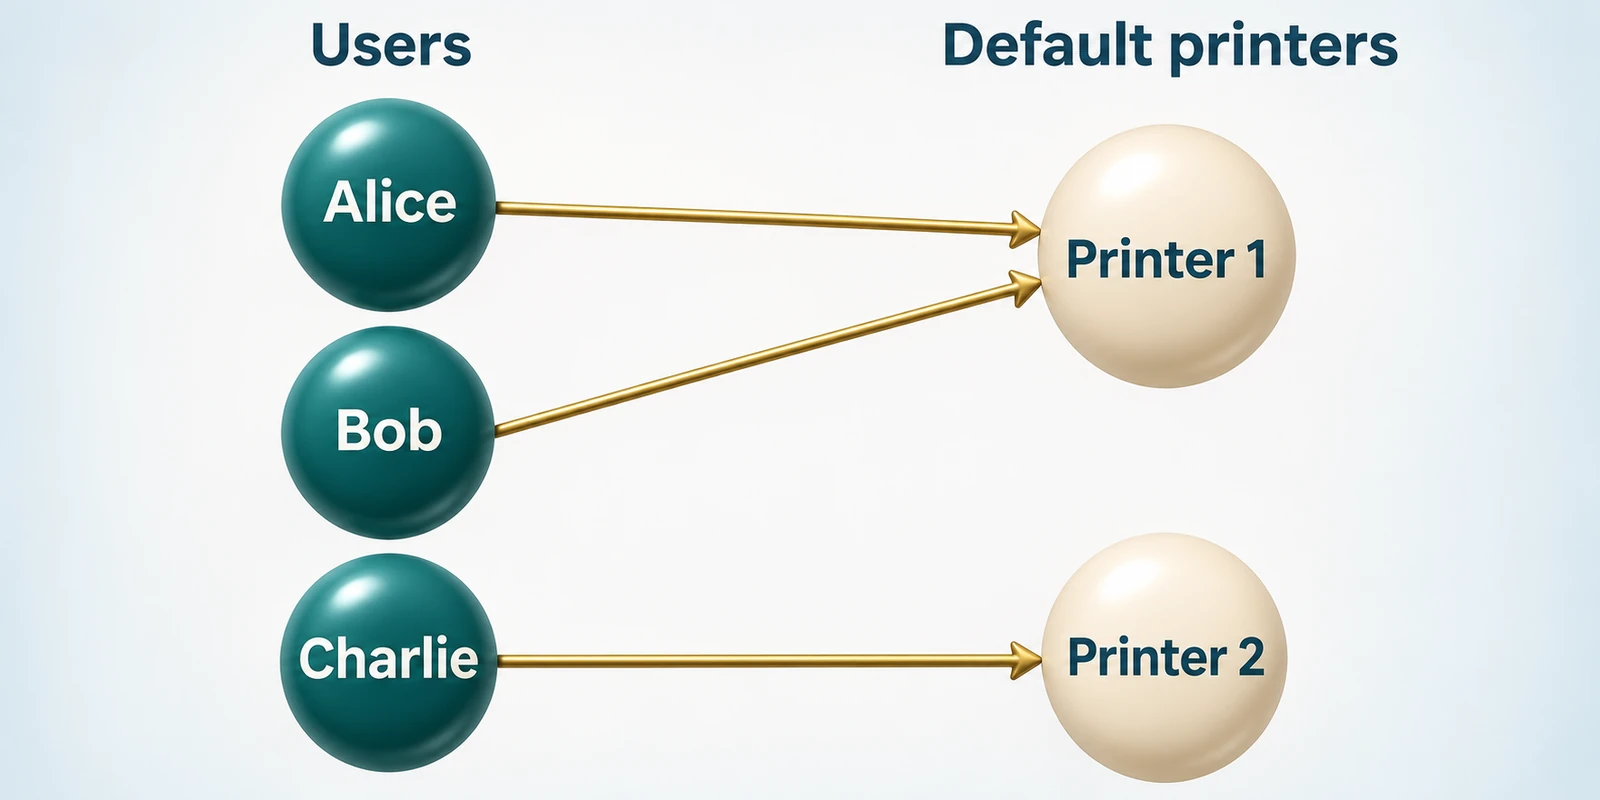 Users
Default printers
Alice
Printer 1
Bob
Charlie
Printer 2